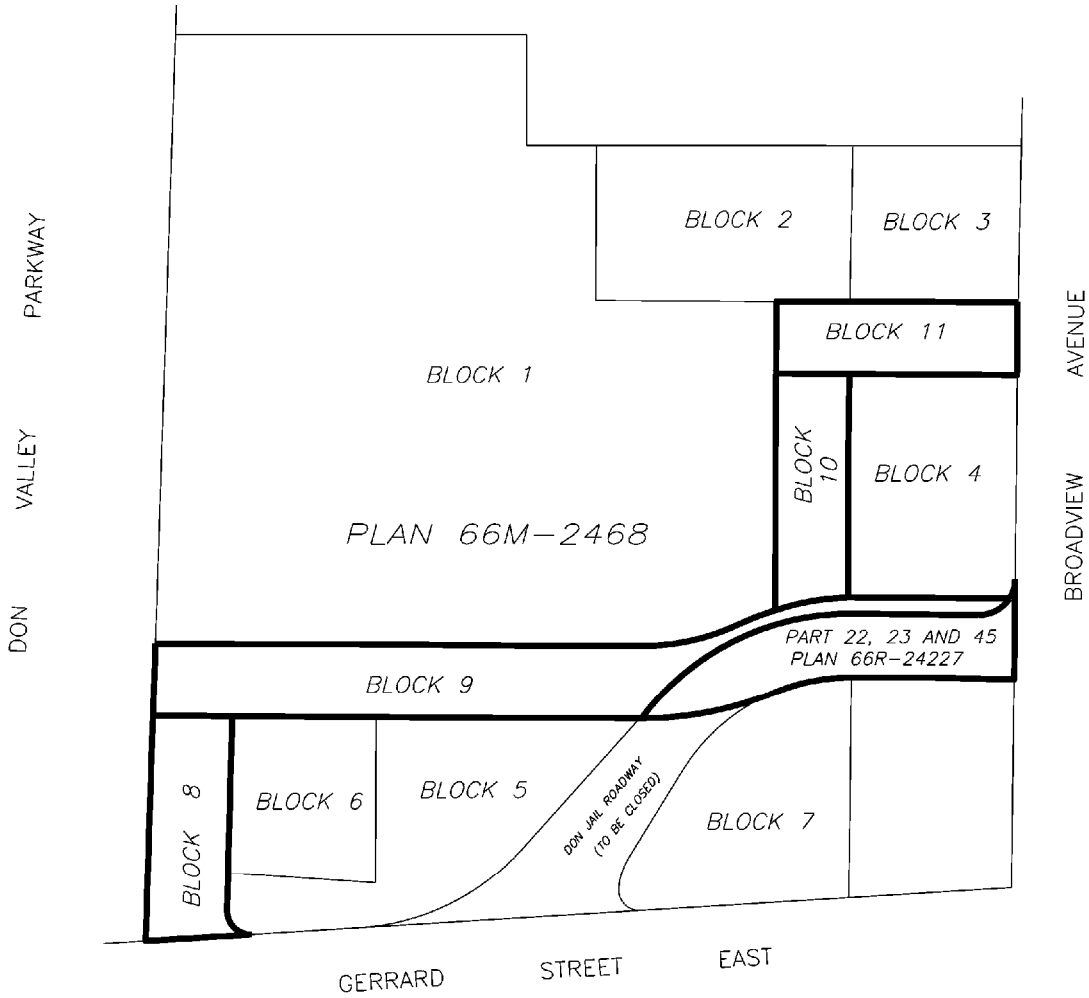 BLOCK 2
BLOCK 3
DON VALLEY PARKWAY
BLOCK 11
BROADVIEW AVENUE
BLOCK 1
BLOCK
10
BLOCK 4
PLAN 66M-2468
PART 22, 23 AND 45
PLAN 66R-24227
BLOCK 9
BLOCK 8
BLOCK 6
BLOCK 5
DON JAIL ROADWAY
(TO BE CLOSED)
BLOCK 7
GERRARD STREET EAST